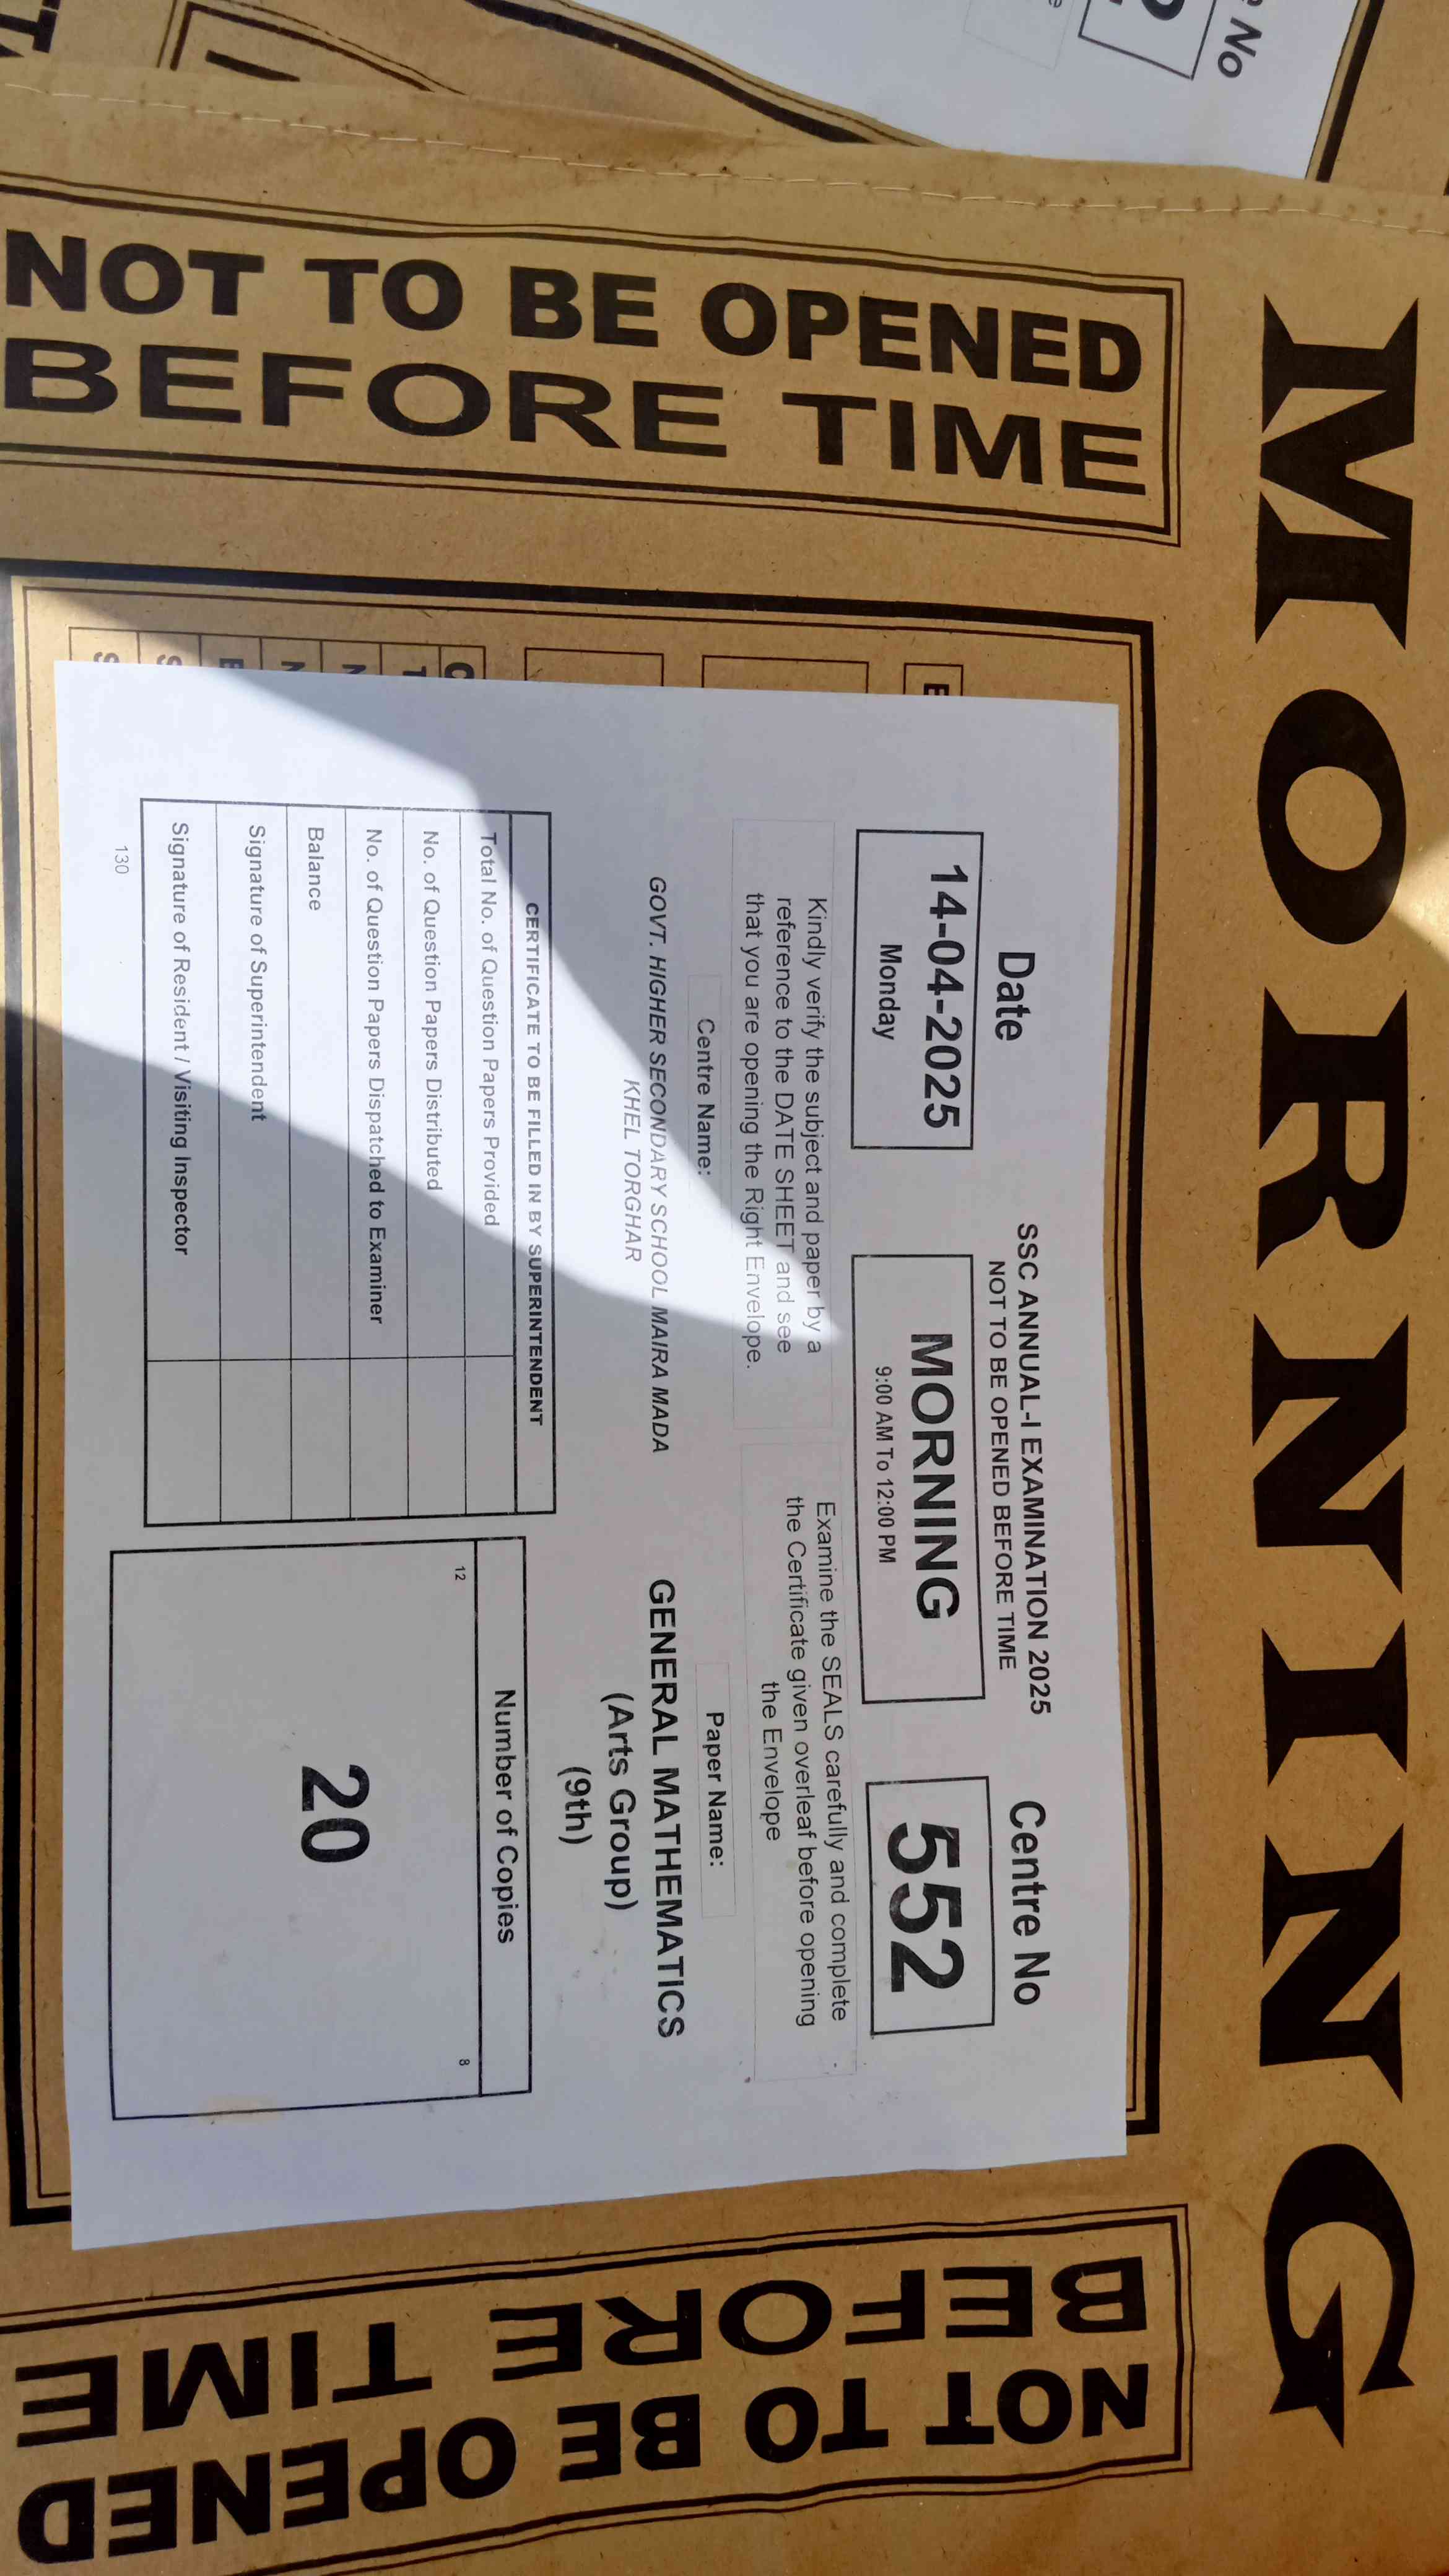 No
MORNING
NOT TO BE OPENED
BEFORE TIME
Date
SSC ANNUAL-I EXAMINATION 2025
NOT TO BE OPENED BEFORE TIME
Centre No
14-04-2025
Monday
MORNING
9:00 AM To 12:00 PM
552
Kindly verify the subject and paper by a
reference to the DATE SHEET and see
that you are opening the Right Envelope.
Examine the SEALS carefully and complete
the Certificate given overleaf before opening
the Envelope
Centre Name:
GOVT. HIGHER SECONDARY SCHOOL MAIRA MADA
KHEL TORGHAR
Paper Name:
GENERAL MATHEMATICS
(Arts Group)
(9th)
CERTIFICATE TO BE FILLED IN BY SUPERINTENDENT
Total No. of Question Papers Provided
No. of Question Papers Distributed
No. of Question Papers Dispatched to Examiner
Balance
Signature of Superintendent
Signature of Resident / Visiting Inspector
130
Number of Copies
12
8
20
NOT TO BE OPENED
BEFORE TIME